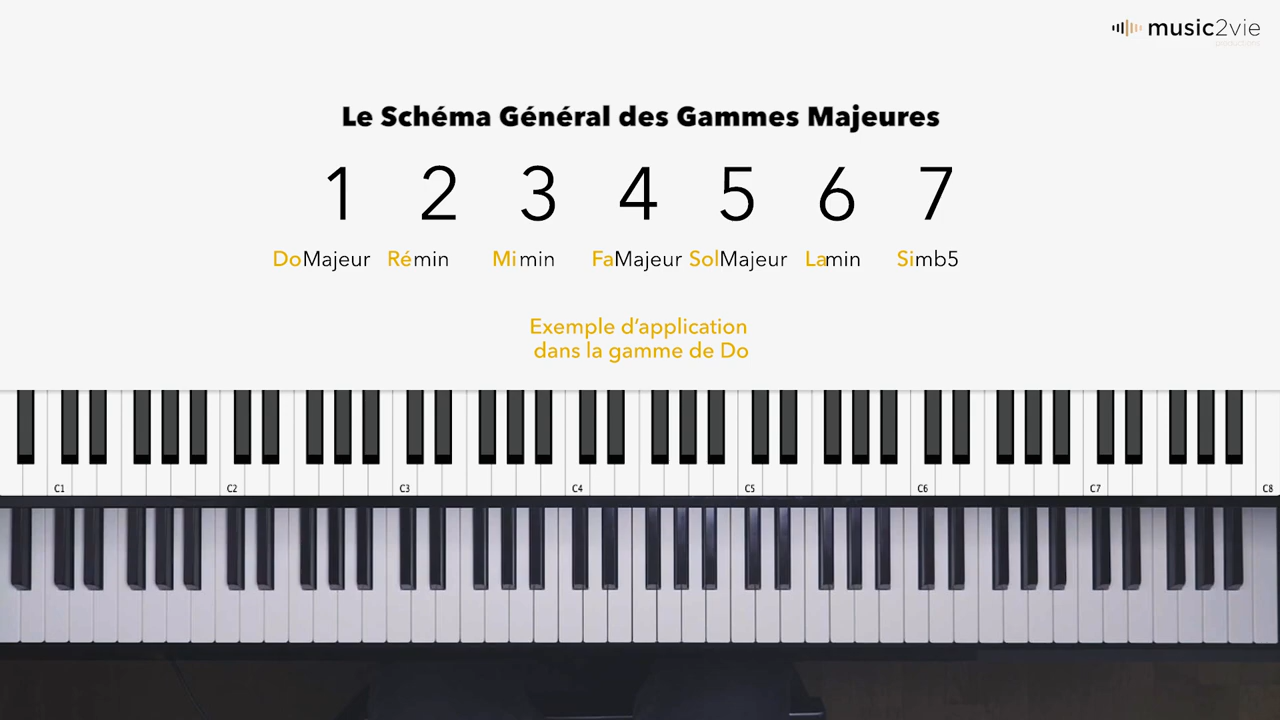 music2vie
productions
Le Schéma Général des Gammes Majeures
1 2 3 4 5 6 7
DoMajeur Rémin Mimin FaMajeur SolMajeur Lamin Simb5
Exemple d'application
dans la gamme de Do
C1 C2 C3 C4 C5 C6 C7 C8